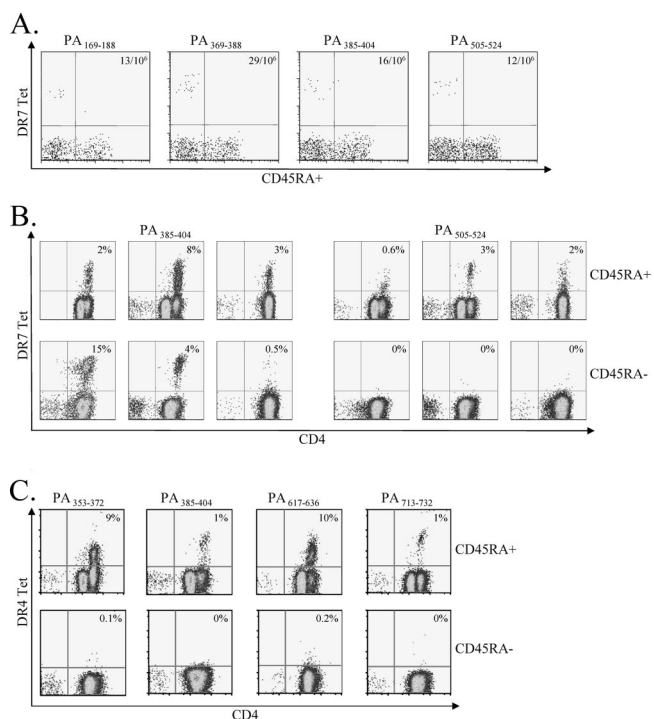 A.
PA 169-188 PA 369-388 PA 385-404 PA 505-524
13/10⁶ 29/10⁶ 16/10⁶ 12/10⁶
DR7 Tet
CD45RA+
B.
PA 385-404 PA 505-524
2% 8% 3% 0.6% 3% 2%
CD45RA+
DR7 Tet
15% 4% 0.5% 0% 0% 0%
CD45RA-
CD4
C.
PA 353-372 PA 385-404 PA 617-636 PA 713-732
9% 1% 10% 1%
CD45RA+
DR4 Tet
0.1% 0% 0.2% 0%
CD45RA-
CD4